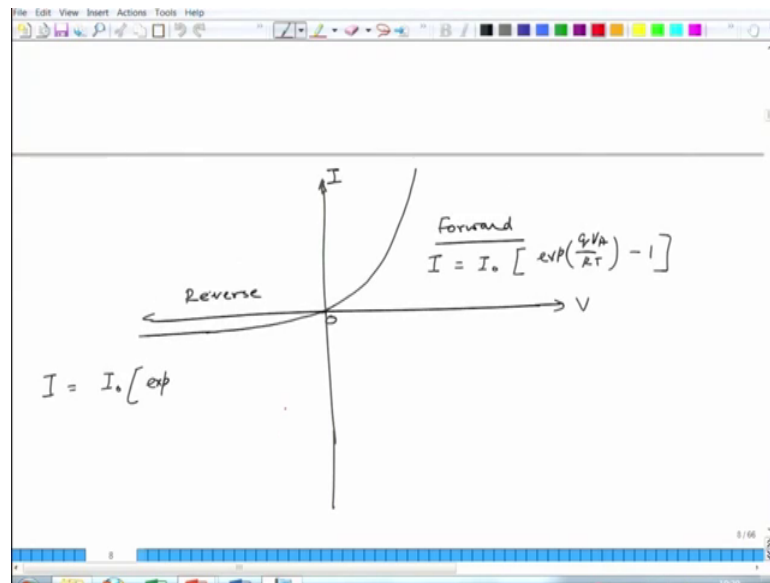 File Edit View Insert Actions Tools Help
I
Forward
I = I₀ [ exp(qVA/kT) − 1 ]
Reverse
V
0
I = I₀ [ exp
8/66
8